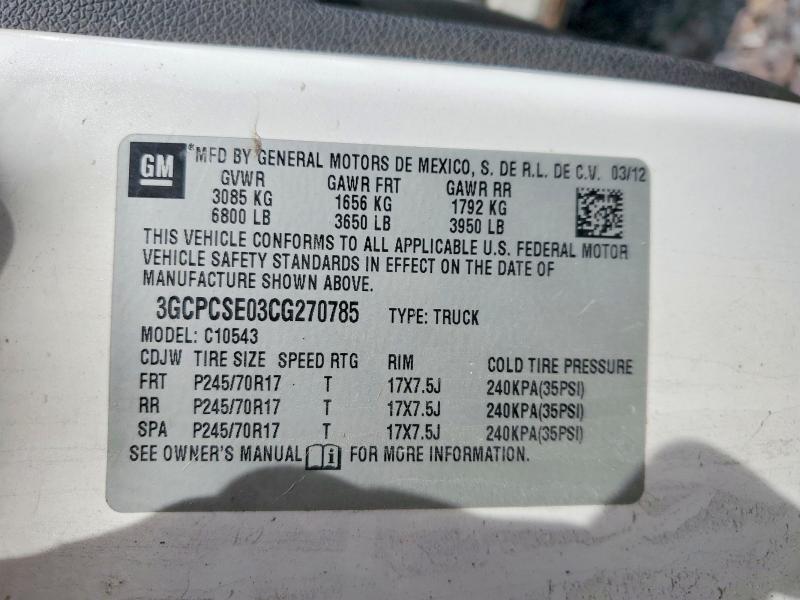 GM *MFD BY GENERAL MOTORS DE MEXICO, S. DE R.L. DE C.V. 03/12
GVWR GAWR FRT GAWR RR
3085 KG 1656 KG 1792 KG
6800 LB 3650 LB 3950 LB
THIS VEHICLE CONFORMS TO ALL APPLICABLE U.S. FEDERAL MOTOR
VEHICLE SAFETY STANDARDS IN EFFECT ON THE DATE OF
MANUFACTURE SHOWN ABOVE.
3GCPCSE03CG270785 TYPE: TRUCK
MODEL: C10543
CDJW TIRE SIZE SPEED RTG RIM COLD TIRE PRESSURE
FRT P245/70R17 T 17X7.5J 240KPA(35PSI)
RR P245/70R17 T 17X7.5J 240KPA(35PSI)
SPA P245/70R17 T 17X7.5J 240KPA(35PSI)
SEE OWNER'S MANUAL i FOR MORE INFORMATION.